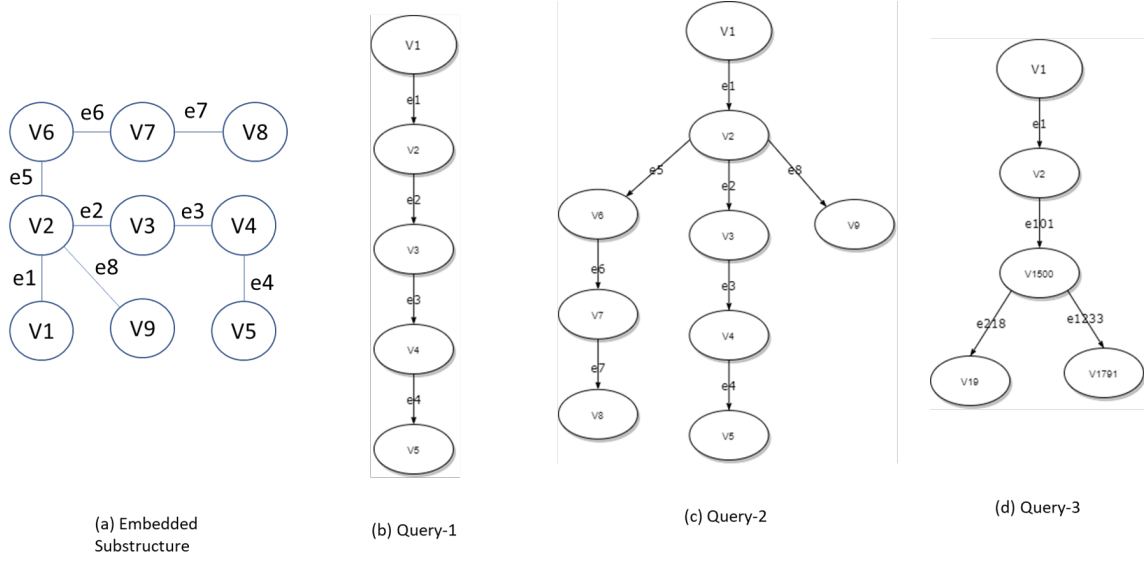 V6
e6
V7
e7
V8
e5
V2
e2
V3
e3
V4
e1
e8
e4
V1
V9
V5
(a) Embedded
Substructure
V1
e1
V2
e2
V3
e3
V4
e4
V5
(b) Query-1
V1
e1
V2
e5
e2
e8
V6
V3
V9
e6
e3
V7
V4
e7
e4
V8
V5
(c) Query-2
V1
e1
V2
e101
V1500
e218
e1233
V19
V1791
(d) Query-3